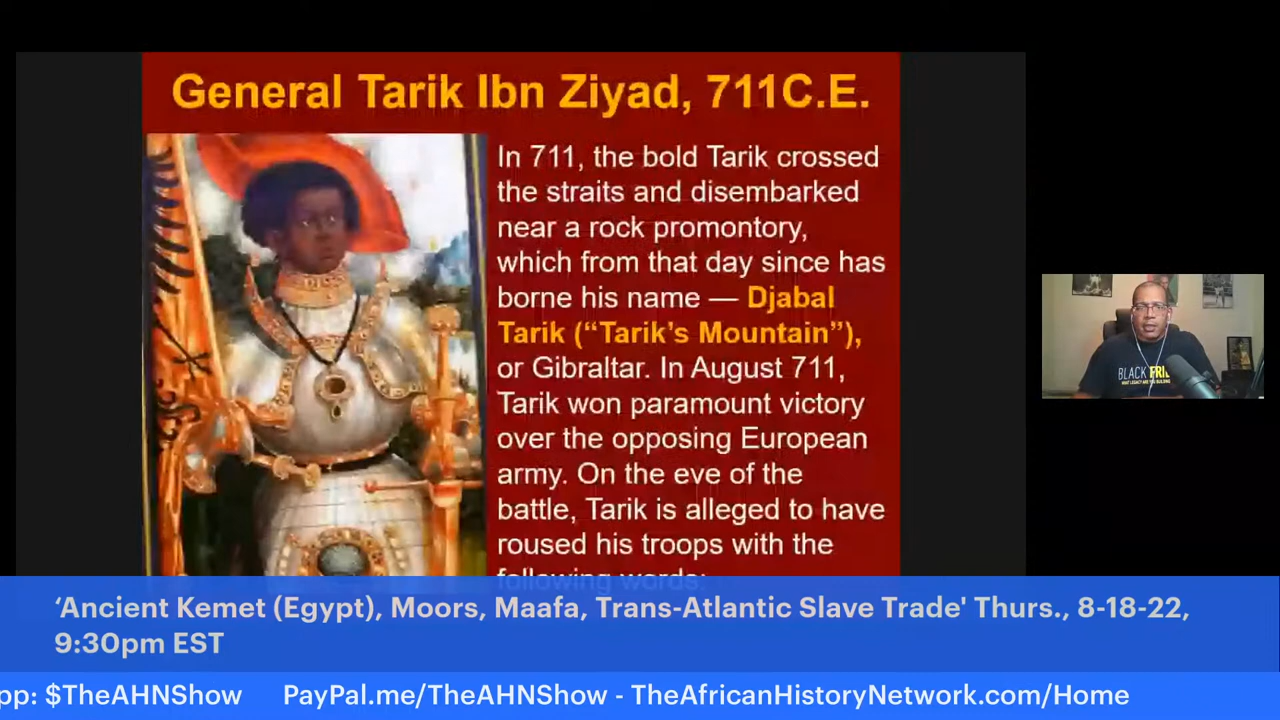 General Tarik Ibn Ziyad, 711C.E.
In 711, the bold Tarik crossed
the straits and disembarked
near a rock promontory,
which from that day since has
borne his name — Djabal
Tarik (“Tarik’s Mountain”),
or Gibraltar. In August 711,
Tarik won paramount victory
over the opposing European
army. On the eve of the
battle, Tarik is alleged to have
roused his troops with the
following words:
BLACK FRI
‘Ancient Kemet (Egypt), Moors, Maafa, Trans-Atlantic Slave Trade' Thurs., 8-18-22,
9:30pm EST
pp: $TheAHNShow PayPal.me/TheAHNShow - TheAfricanHistoryNetwork.com/Home